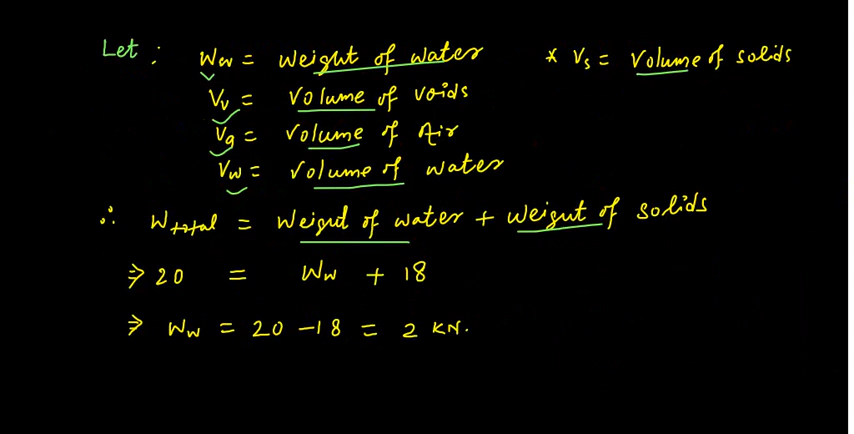 Let : Ww = weight of water * Vs = volume of solids
Vv = volume of voids
Va = volume of Air
Vw = volume of water
∴ Wtotal = weight of water + weight of solids
⇒ 20 = Ww + 18
⇒ Ww = 20 - 18 = 2 KN.